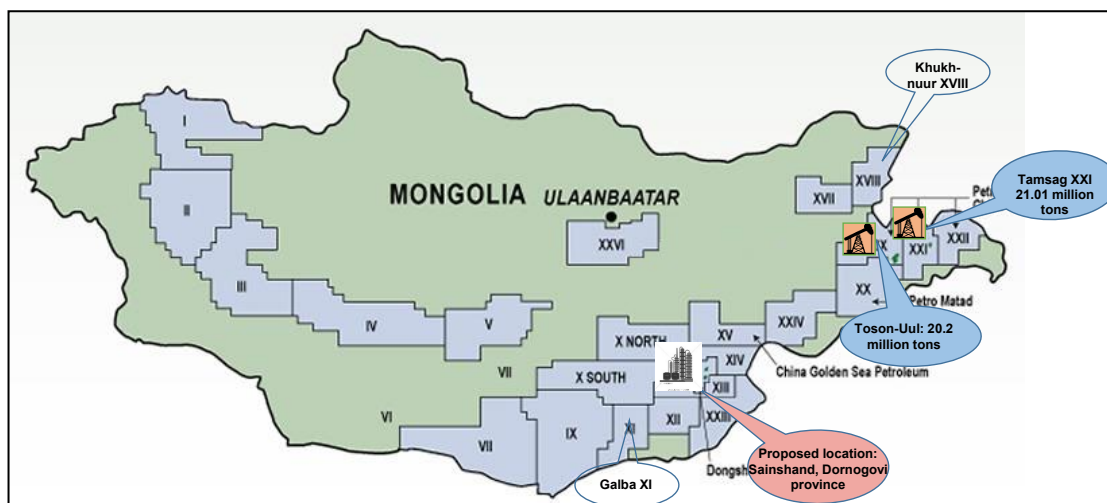 Khukh-
nuur XVIII
I
XVIII
XVII
Tamsag XXI
21.01 million
tons
MONGOLIA
ULAANBAATAR
II
XXVI
XXI*
XXII
III
XX
Petro Matad
IV
V
XXIV
Toson-Uul: 20.2
million tons
X NORTH
XV
China Golden Sea Petroleum
VII
X SOUTH
XIV
XIII
VI
VII
IX
XI
XII
XXIII
Proposed location:
Sainshand, Dornogovi
province
Galba XI